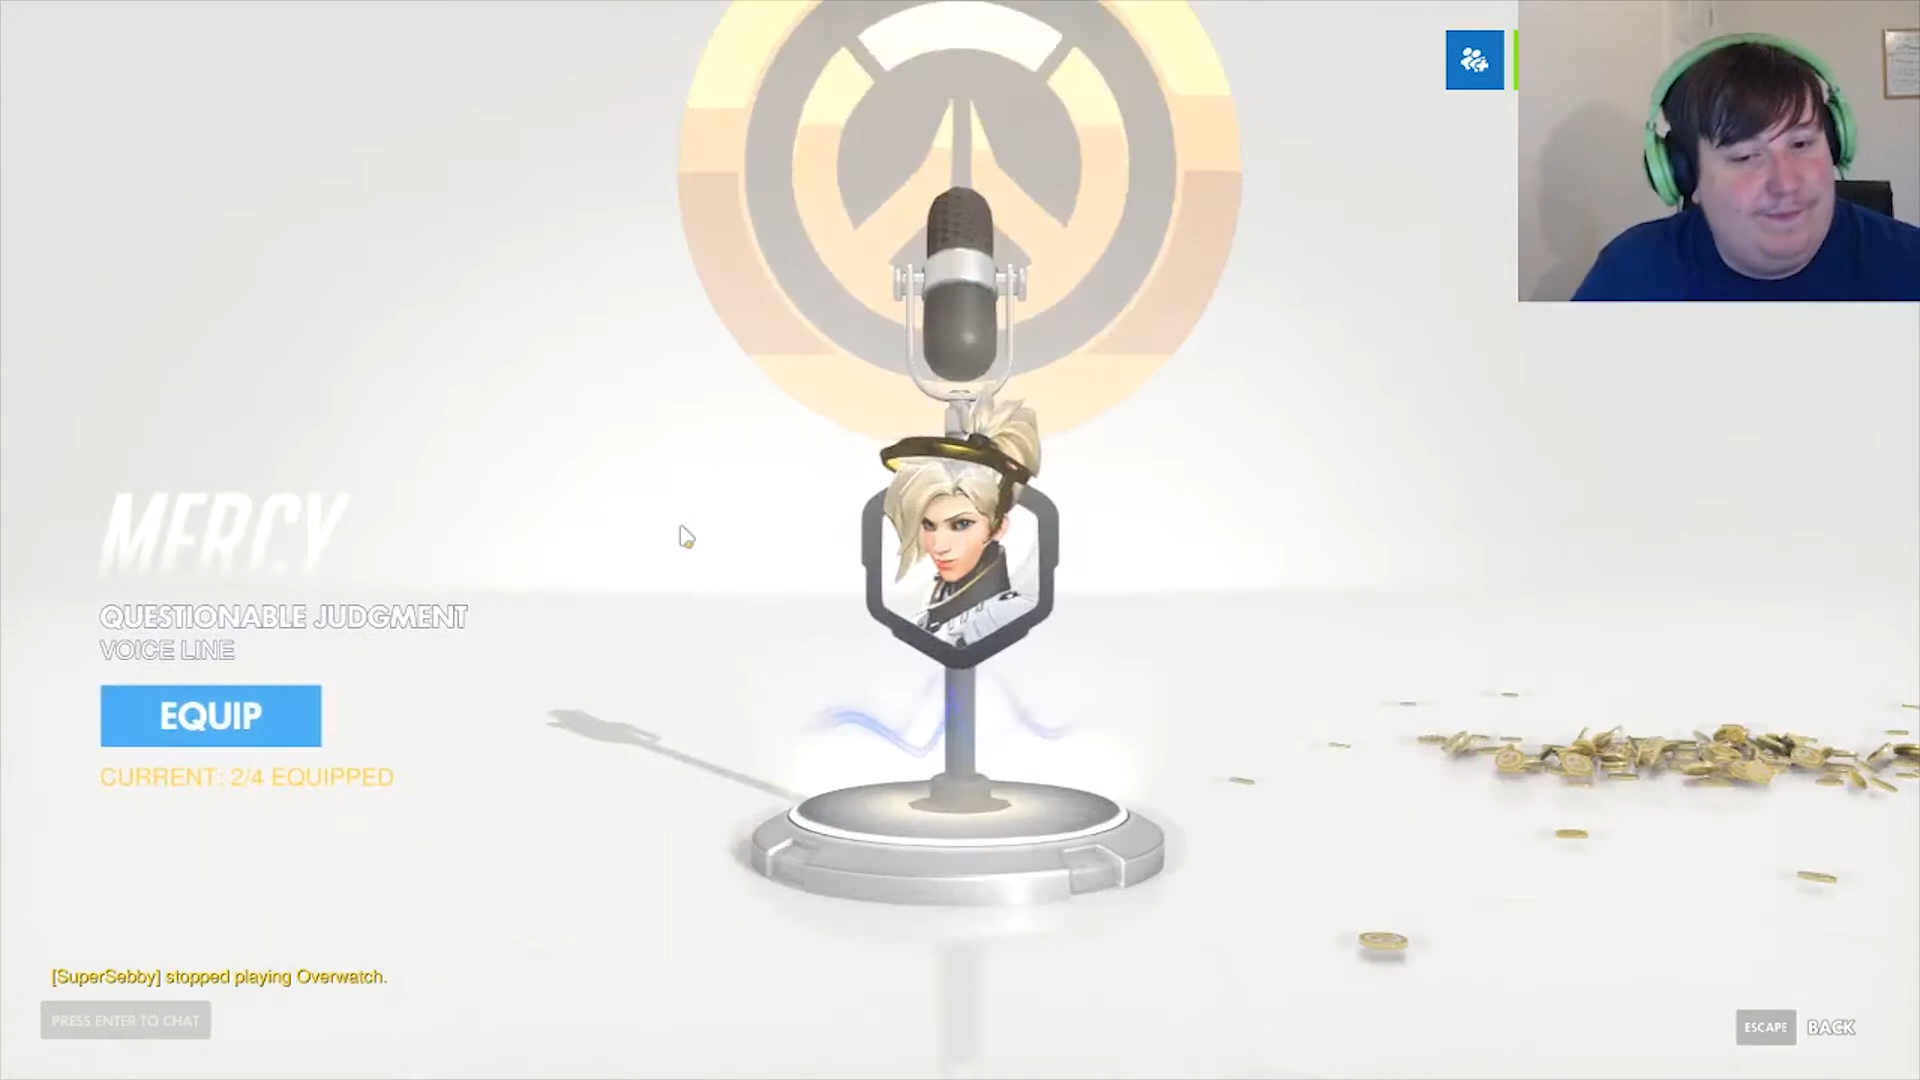 MERCY
QUESTIONABLE JUDGMENT
VOICE LINE
EQUIP
CURRENT: 2/4 EQUIPPED
[SuperSebby] stopped playing Overwatch.
PRESS ENTER TO CHAT
ESCAPE BACK